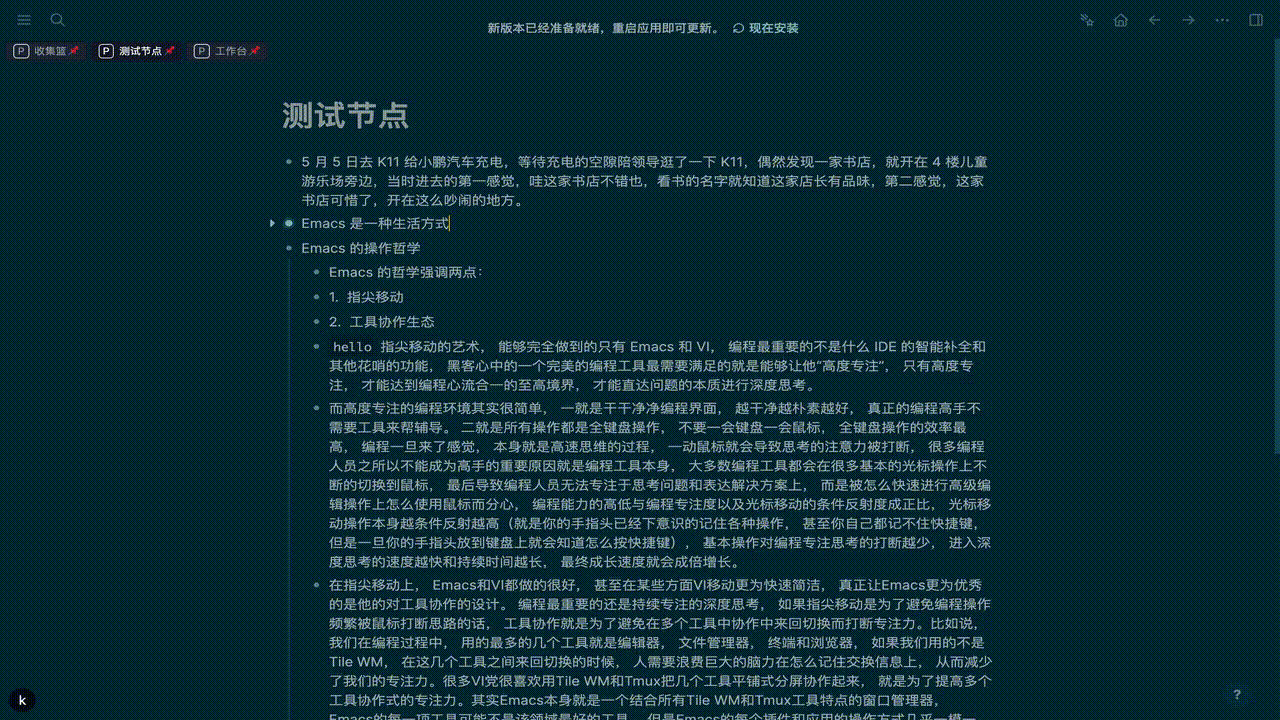 新版本已经准备就绪，重启应用即可更新。 现在安装
P 收集篮 P 测试节点 P 工作台
测试节点
5 月 5 日去 K11 给小鹏汽车充电，等待充电的空隙陪领导逛了一下 K11，偶然发现一家书店，就开在 4 楼儿童
游乐场旁边，当时进去的第一感觉，哇这家书店不错也，看书的名字就知道这家店长有品味，第二感觉，这家
书店可惜了，开在这么吵闹的地方。
Emacs 是一种生活方式
Emacs 的操作哲学
Emacs 的哲学强调两点：
1. 指尖移动
2. 工具协作生态
hello 指尖移动的艺术， 能够完全做到的只有 Emacs 和 VI， 编程最重要的不是什么 IDE 的智能补全和
其他花哨的功能， 黑客心中的一个完美的编程工具最需要满足的就是能够让他“高度专注”， 只有高度专
注， 才能达到编程心流合一的至高境界， 才能直达问题的本质进行深度思考。
而高度专注的编程环境其实很简单， 一就是干干净净编程界面， 越干净越朴素越好， 真正的编程高手不
需要工具来帮辅导。 二就是所有操作都是全键盘操作， 不要一会键盘一会鼠标， 全键盘操作的效率最
高， 编程一旦来了感觉， 本身就是高速思维的过程， 一动鼠标就会导致思考的注意力被打断， 很多编程
人员之所以不能成为高手的重要原因就是编程工具本身， 大多数编程工具都会在很多基本的光标操作上不
断的切换到鼠标， 最后导致编程人员无法专注于思考问题和表达解决方案上， 而是被怎么快速进行高级编
辑操作上怎么使用鼠标而分心， 编程能力的高低与编程专注度以及光标移动的条件反射度成正比， 光标移
动操作本身越条件反射越高（就是你的手指头已经下意识的记住各种操作， 甚至你自己都记不住快捷键，
但是一旦你的手指头放到键盘上就会知道怎么按快捷键）， 基本操作对编程专注思考的打断越少， 进入深
度思考的速度越快和持续时间越长， 最终成长速度就会成倍增长。
在指尖移动上， Emacs和VI都做的很好， 甚至在某些方面VI移动更为快速简洁， 真正让Emacs更为优秀
的是他的对工具协作的设计。 编程最重要的还是持续专注的深度思考， 如果指尖移动是为了避免编程操作
频繁被鼠标打断思路的话， 工具协作就是为了避免在多个工具中协作中来回切换而打断专注力。比如说，
我们在编程过程中， 用的最多的几个工具就是编辑器， 文件管理器， 终端和浏览器， 如果我们用的不是
Tile WM， 在这几个工具之间来回切换的时候， 人需要浪费巨大的脑力在怎么记住交换信息上， 从而减少
了我们的专注力。很多VI党很喜欢用Tile WM和Tmux把几个工具平铺式分屏协作起来， 就是为了提高多个
工具协作式的专注力。其实Emacs本身就是一个结合所有Tile WM和Tmux工具特点的窗口管理器，
Emacs的每一项工具可能不是该领域最好的工具， 但是Emacs的每个插件和应用的操作方式几乎一模一
k
?